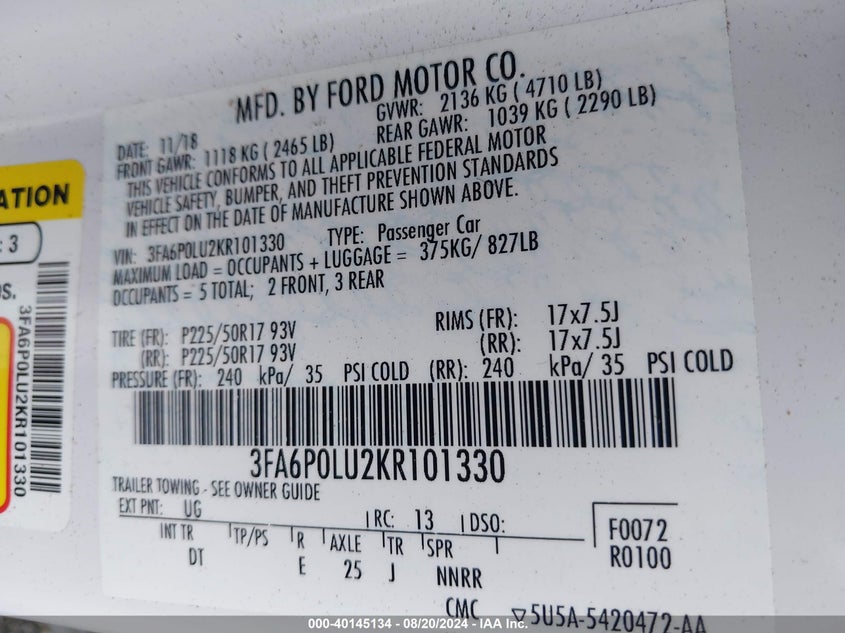 MFD. BY FORD MOTOR CO.
DATE: 11/18 GVWR: 2136 KG ( 4710 LB)
FRONT GAWR: 1118 KG ( 2465 LB) REAR GAWR: 1039 KG ( 2290 LB)
THIS VEHICLE CONFORMS TO ALL APPLICABLE FEDERAL MOTOR
VEHICLE SAFETY, BUMPER, AND THEFT PREVENTION STANDARDS
IN EFFECT ON THE DATE OF MANUFACTURE SHOWN ABOVE.
VIN: 3FA6P0LU2KR101330 TYPE: Passenger Car
MAXIMUM LOAD = OCCUPANTS + LUGGAGE = 375KG/ 827LB
OCCUPANTS = 5 TOTAL; 2 FRONT, 3 REAR
TIRE (FR): P225/50R17 93V RIMS (FR): 17x7.5J
(RR): P225/50R17 93V (RR): 17x7.5J
PRESSURE (FR): 240 kPa/ 35 PSI COLD (RR): 240 kPa/ 35 PSI COLD
3FA6P0LU2KR101330
TRAILER TOWING - SEE OWNER GUIDE
EXT PNT: UG RC: 13 DSO: F0072
INT TR TP/PS R AXLE TR SPR R0100
DT E 25 J NNRR
CMC 5U5A-5420472-AA
ATION
: 3
OS.
3FA6P0LU2KR101330
000-40145134 - 08/20/2024 - IAA Inc.